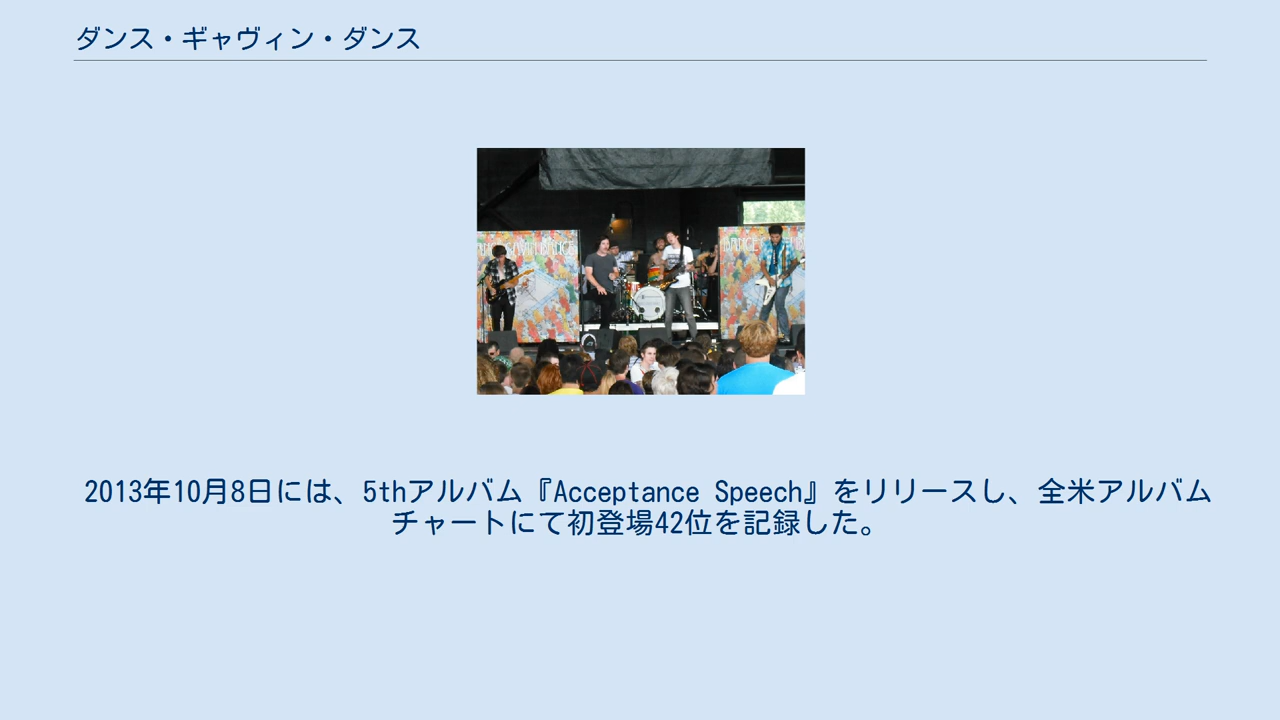 ダンス・ギャヴィン・ダンス
2013年10月8日には、5thアルバム『Acceptance Speech』をリリースし、全米アルバム
チャートにて初登場42位を記録した。